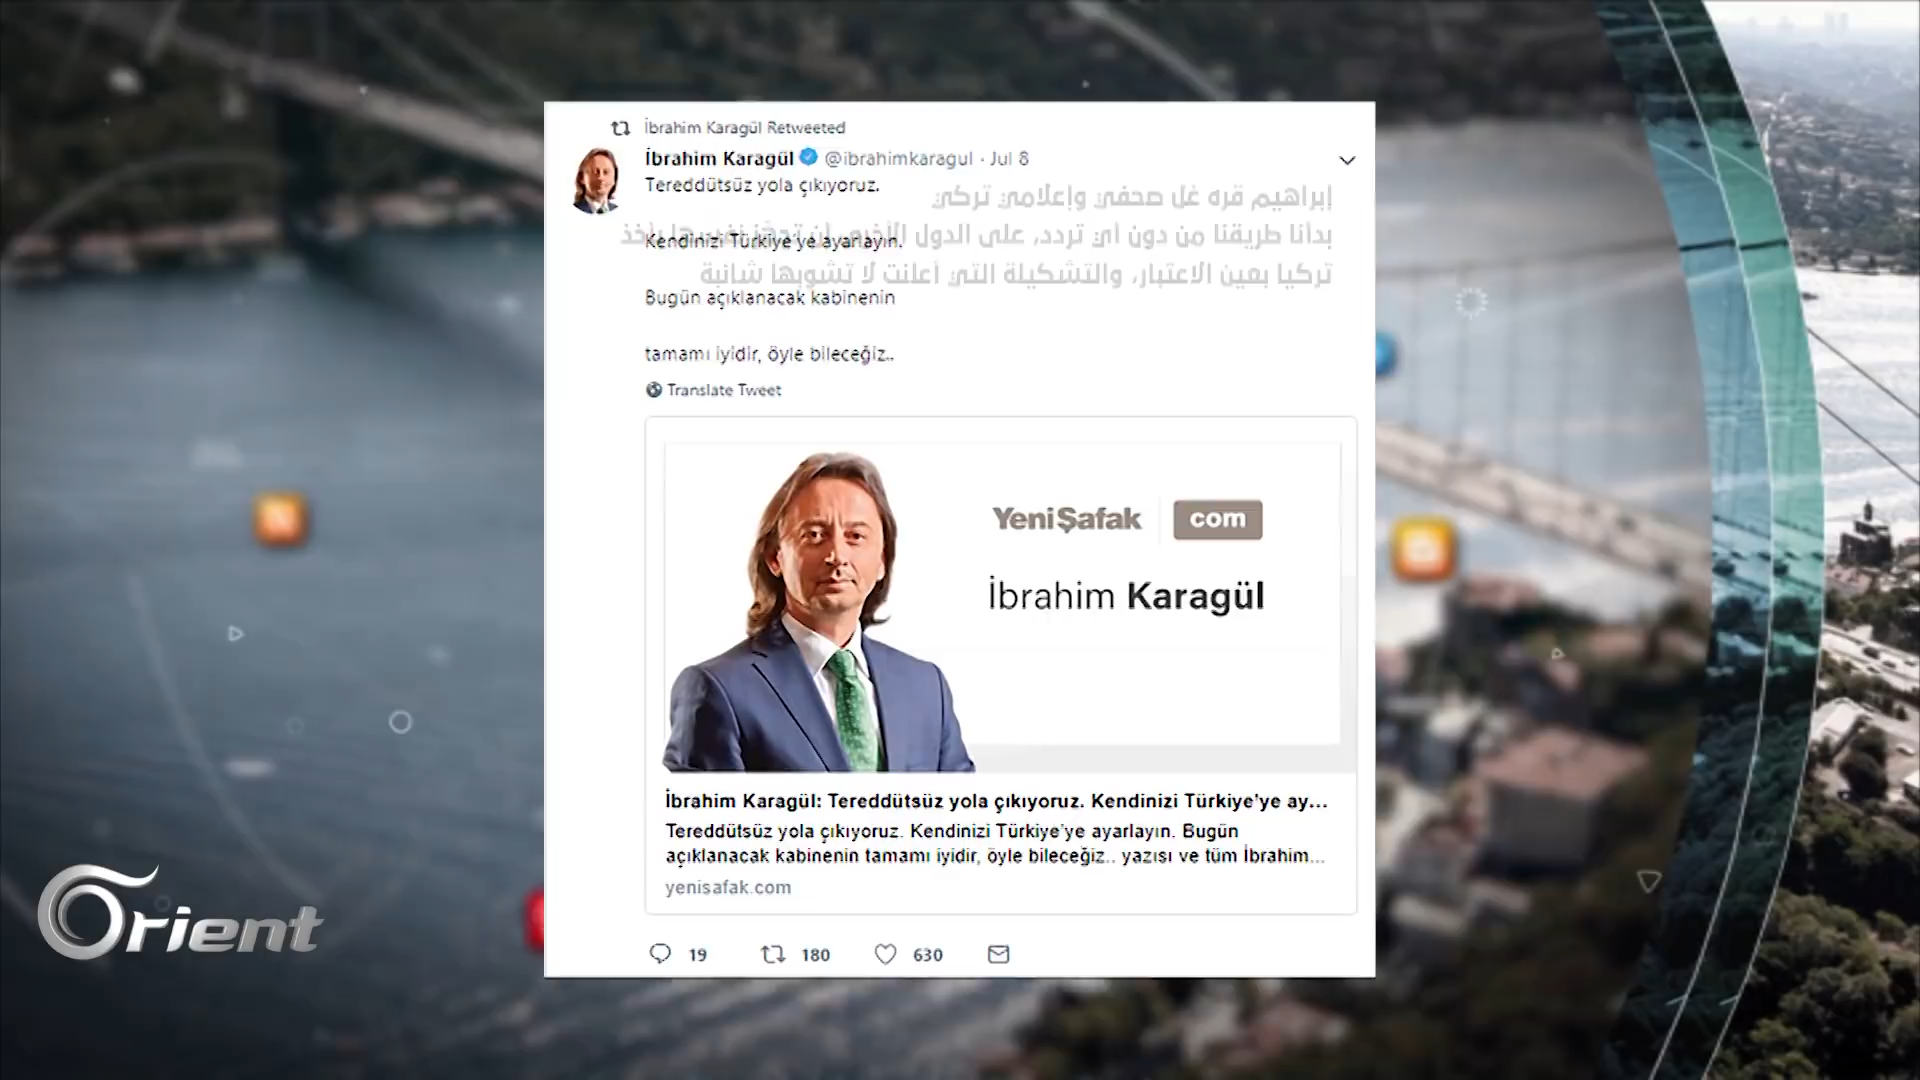 İbrahim Karagül Retweeted
İbrahim Karagül @ibrahimkaragul · Jul 8
Tereddütsüz yola çıkıyoruz.
إبراهيم قره غل صحفي وإعلامي تركي
Kendinizi Türkiye'ye ayarlayın.
بدأنا طريقنا من دون أي تردد، على الدول الأخرى أن تجهّز نفسها بأخذ
تركيا بعين الاعتبار، والتشكيلة التي أعلنت لا تشوبها شائبة
Bugün açıklanacak kabinenin
tamamı iyidir, öyle bileceğiz..
Translate Tweet
YeniŞafak com
İbrahim Karagül
İbrahim Karagül: Tereddütsüz yola çıkıyoruz. Kendinizi Türkiye'ye ay...
Tereddütsüz yola çıkıyoruz. Kendinizi Türkiye'ye ayarlayın. Bugün
açıklanacak kabinenin tamamı iyidir, öyle bileceğiz.. yazısı ve tüm İbrahim...
yenisafak.com
19 180 630
Orient